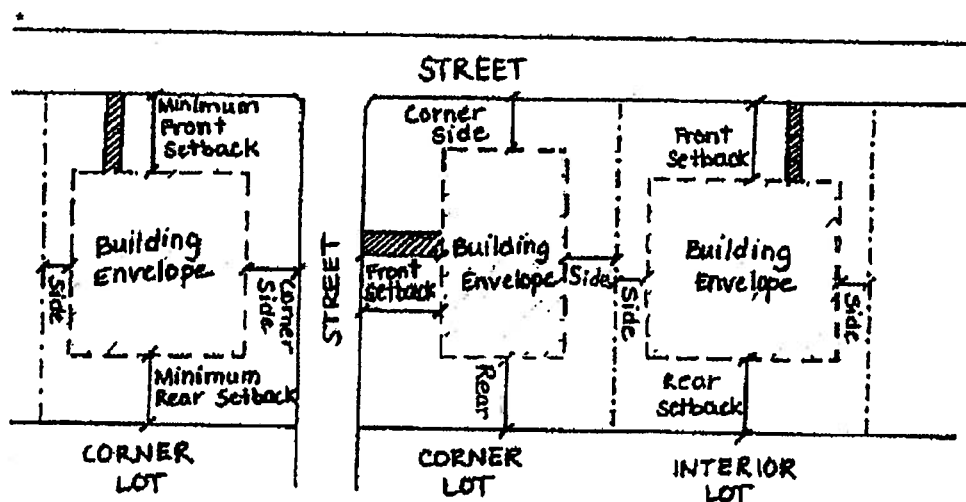 *
STREET
Minimum
Front
Setback
Building
Envelope
Side
Corner
Side
Minimum
Rear Setback
CORNER
LOT
STREET
Corner
Side
Front
Setback
Building
Envelope
Side
Rear
CORNER
LOT
Front
Setback
Building
Envelope
Side
Side
Rear
Setback
INTERIOR
LOT